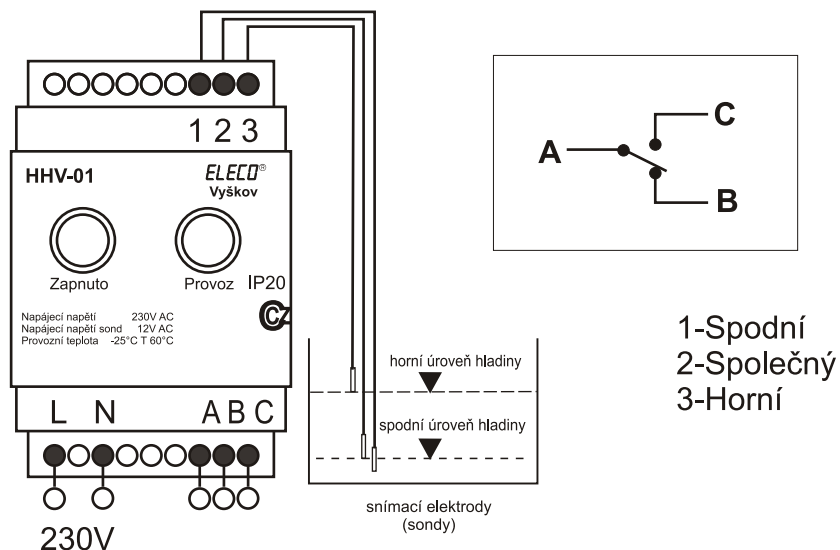 1 2 3
HHV-01
ELECO®
Vyškov
Zapnuto
Provoz
IP20
Napájecí napětí 230V AC
Napájecí napětí sond 12V AC
Provozní teplota -25°C T 60°C
CZ
L N A B C
230V
horní úroveň hladiny
spodní úroveň hladiny
snímací elektrody
(sondy)
A
C
B
1-Spodní
2-Společný
3-Horní